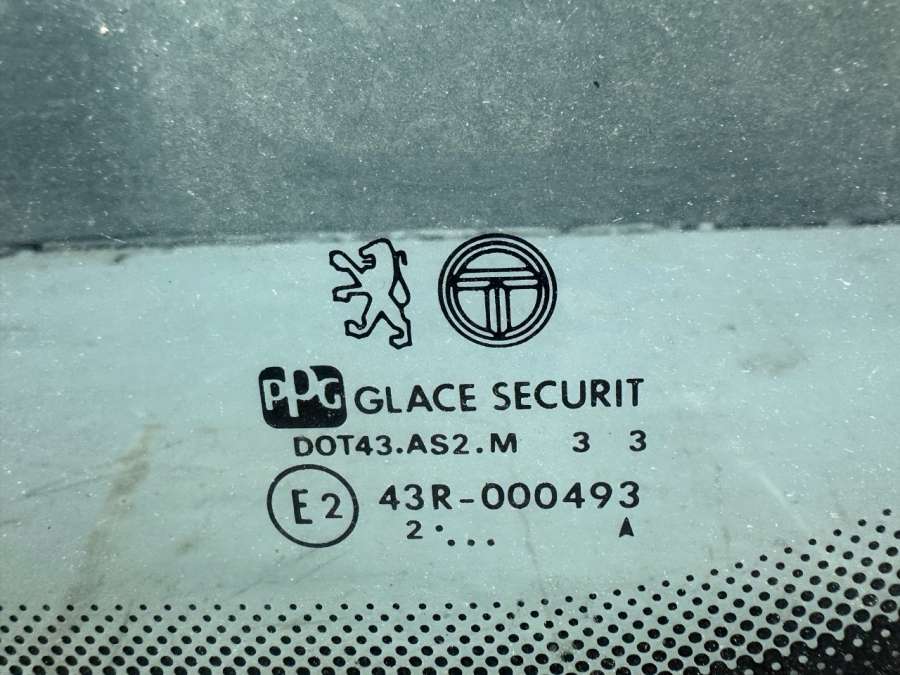 PPG GLACE SECURIT
DOT43.AS2.M 3 3
E2 43R-000493
2 •... A